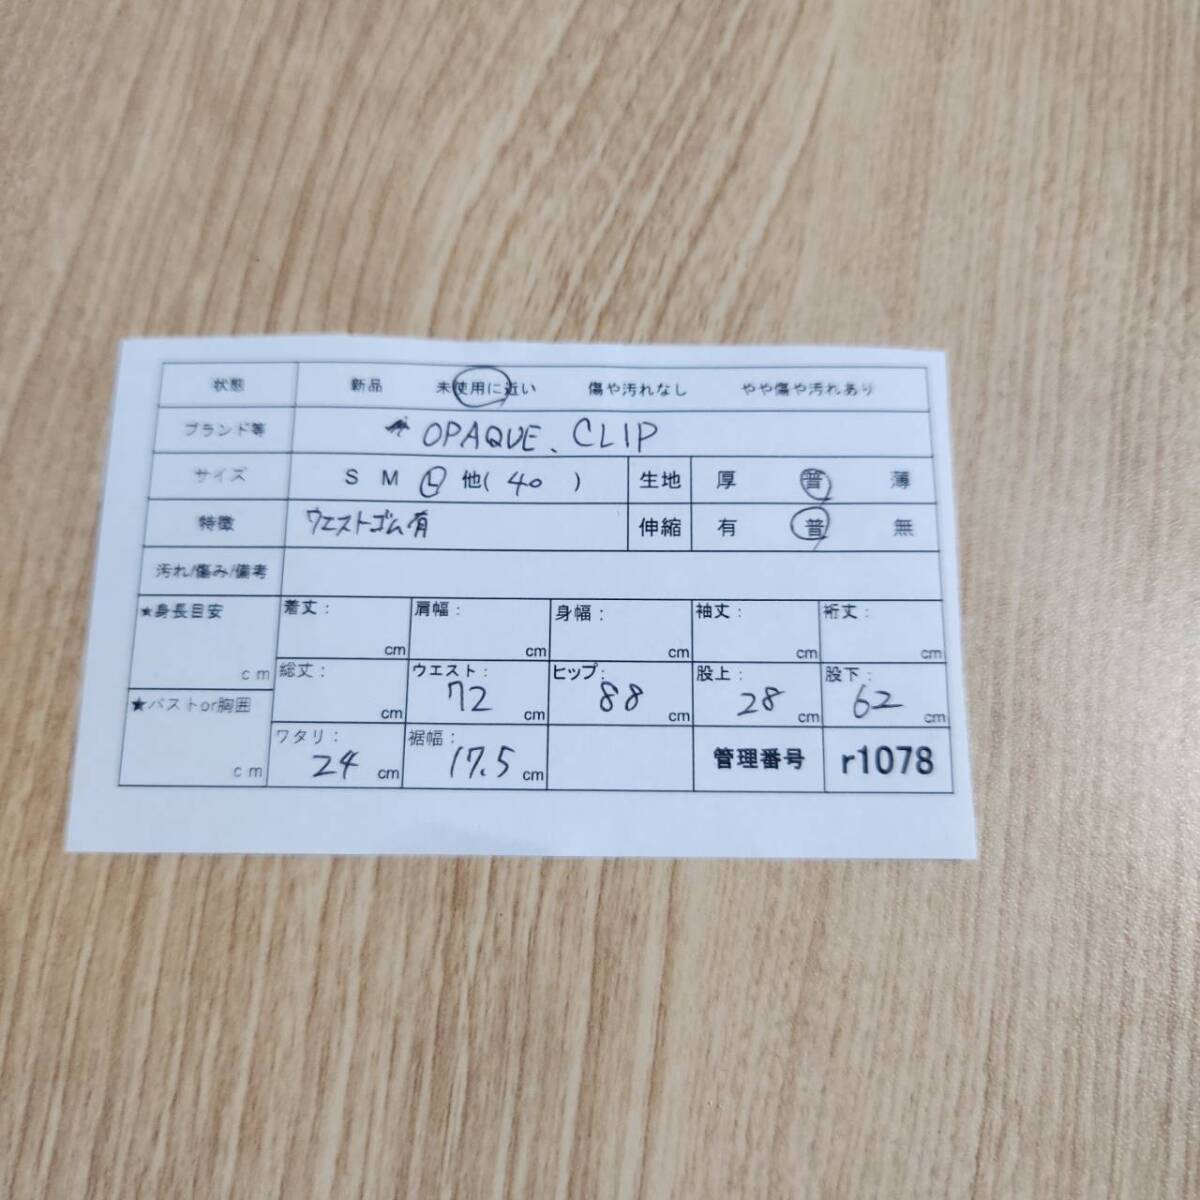 状態 新品 未使用に近い 傷や汚れなし やや傷や汚れあり
ブランド等 OPAQUE. CLIP
サイズ S M L 他( 40 ) 生地 厚 普 薄
特徴 ウエストゴム有 伸縮 有 普 無
汚れ/傷み/備考
★身長目安 cm 着丈: cm 肩幅: cm 身幅: cm 袖丈: cm 裄丈: cm
総丈: cm ウエスト: 72 cm ヒップ: 88 cm 股上: 28 cm 股下: 62 cm
★バストor胸囲 cm ワタリ: 24 cm 裾幅: 17.5 cm 管理番号 r1078